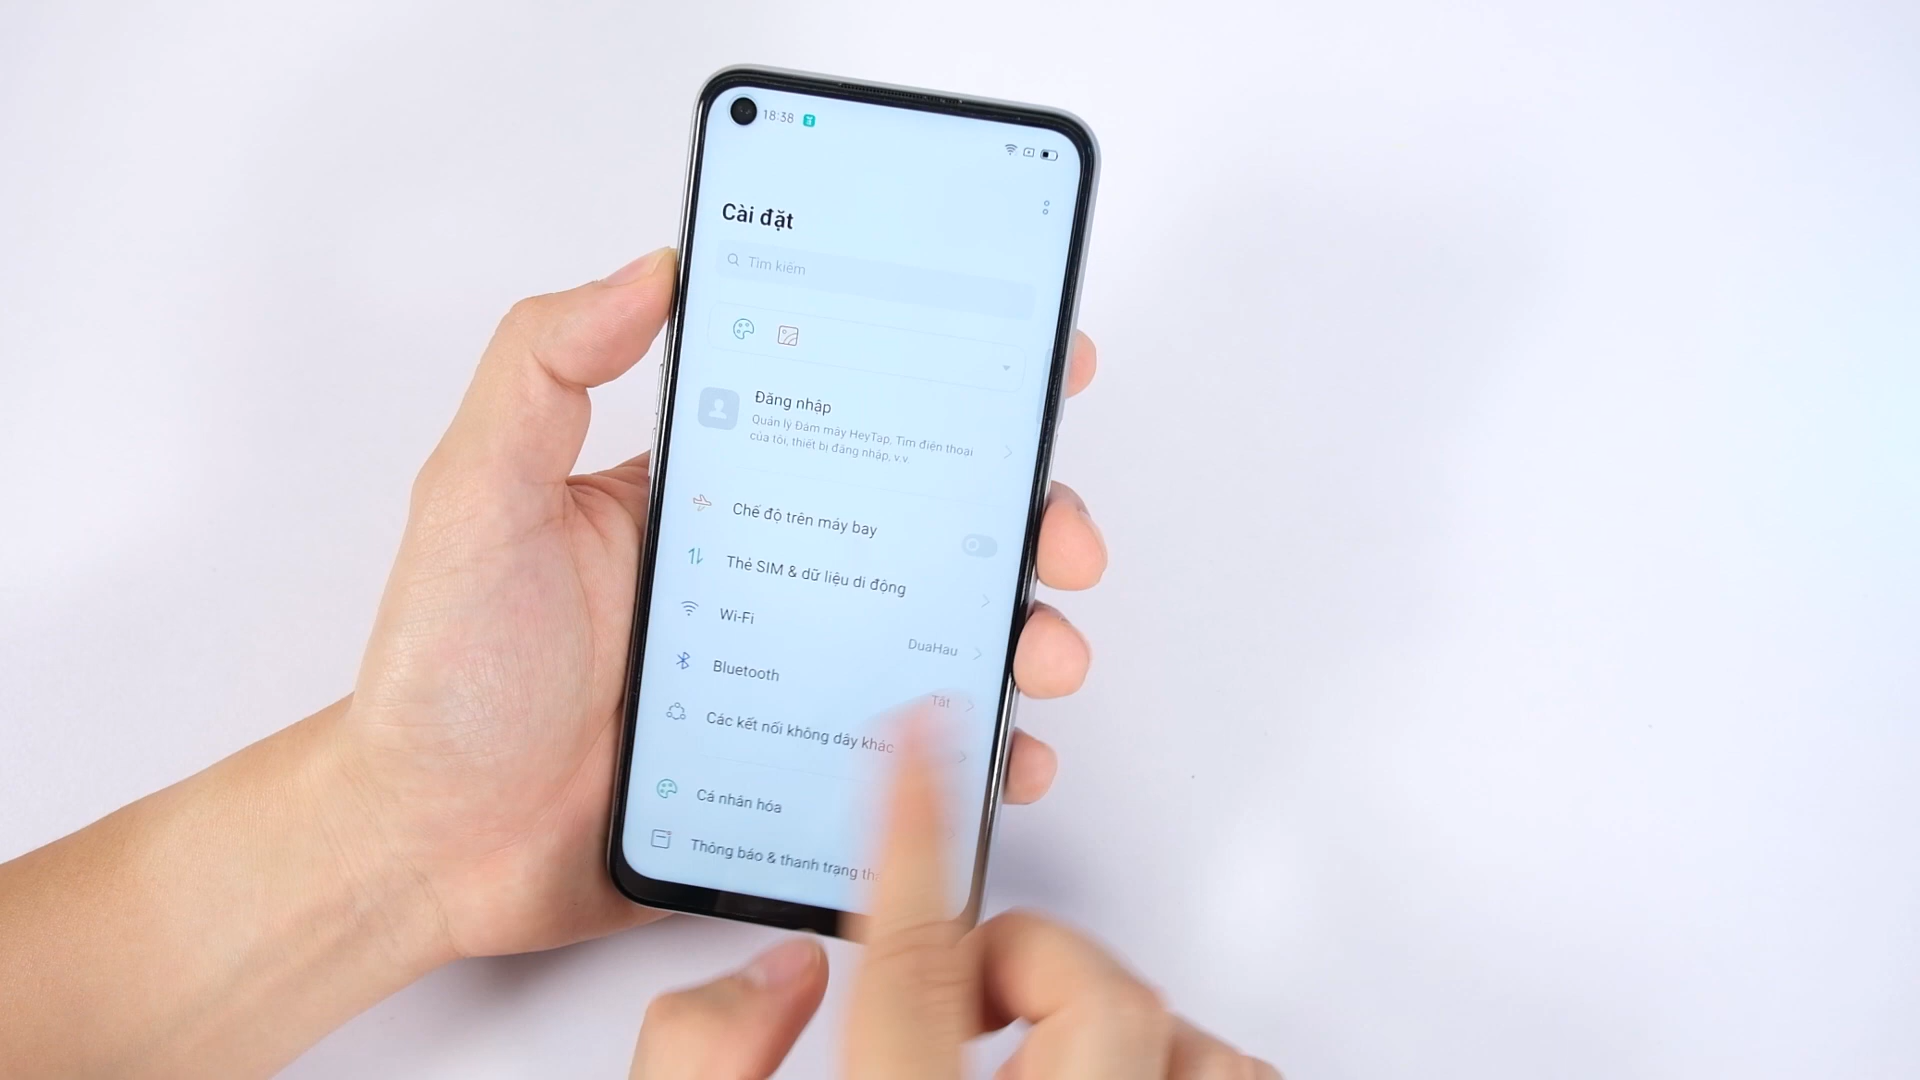 18:38
Cài đặt
Tìm kiếm
Đăng nhập
Quản lý Đám mây HeyTap, Tìm điện thoại
của tôi, thiết bị đăng nhập, v.v.
Chế độ trên máy bay
Thẻ SIM & dữ liệu di động
Wi-Fi
DuaHau
Bluetooth
Tắt
Các kết nối không dây khác
Cá nhân hóa
Thông báo & thanh trạng